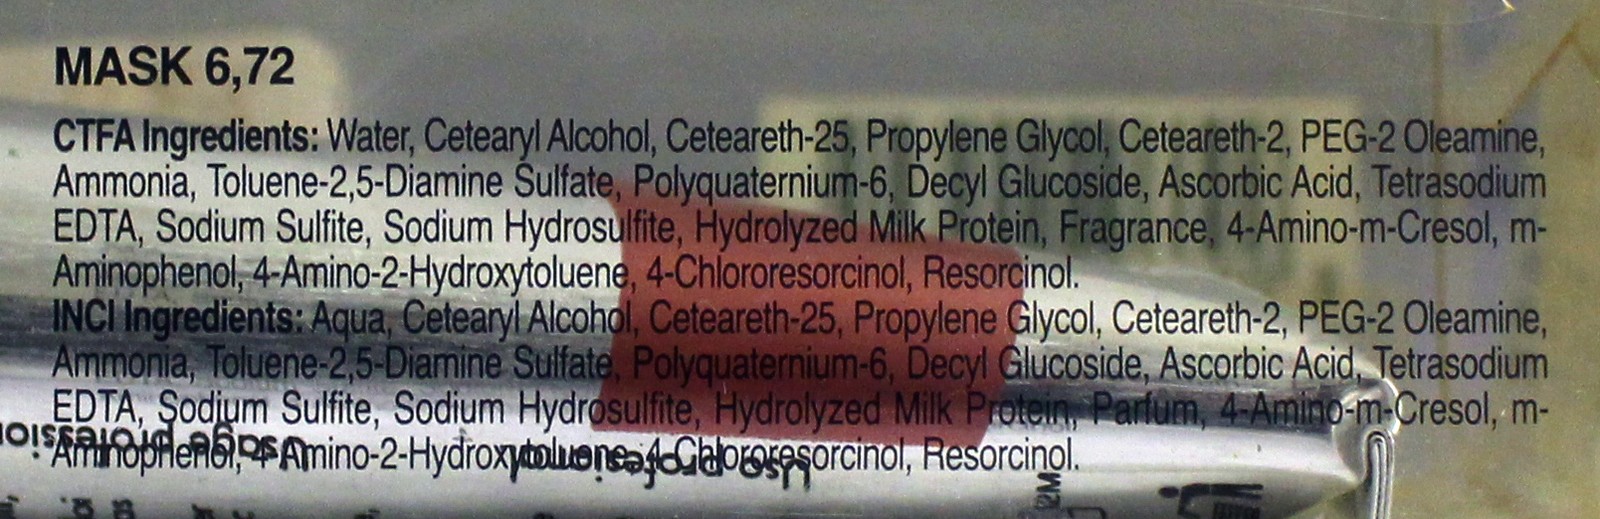 MASK 6,72
CTFA Ingredients: Water, Cetearyl Alcohol, Ceteareth-25, Propylene Glycol, Ceteareth-2, PEG-2 Oleamine,
Ammonia, Toluene-2,5-Diamine Sulfate, Polyquaternium-6, Decyl Glucoside, Ascorbic Acid, Tetrasodium
EDTA, Sodium Sulfite, Sodium Hydrosulfite, Hydrolyzed Milk Protein, Fragrance, 4-Amino-m-Cresol, m-
Aminophenol, 4-Amino-2-Hydroxytoluene, 4-Chlororesorcinol, Resorcinol.
INCI Ingredients: Aqua, Cetearyl Alcohol, Ceteareth-25, Propylene Glycol, Ceteareth-2, PEG-2 Oleamine,
Ammonia, Toluene-2,5-Diamine Sulfate, Polyquaternium-6, Decyl Glucoside, Ascorbic Acid, Tetrasodium
EDTA, Sodium Sulfite, Sodium Hydrosulfite, Hydrolyzed Milk Protein, Parfum, 4-Amino-m-Cresol, m-
Aminophenol, 4-Amino-2-Hydroxytoluene, 4-Chlororesorcinol, Resorcinol.
12M